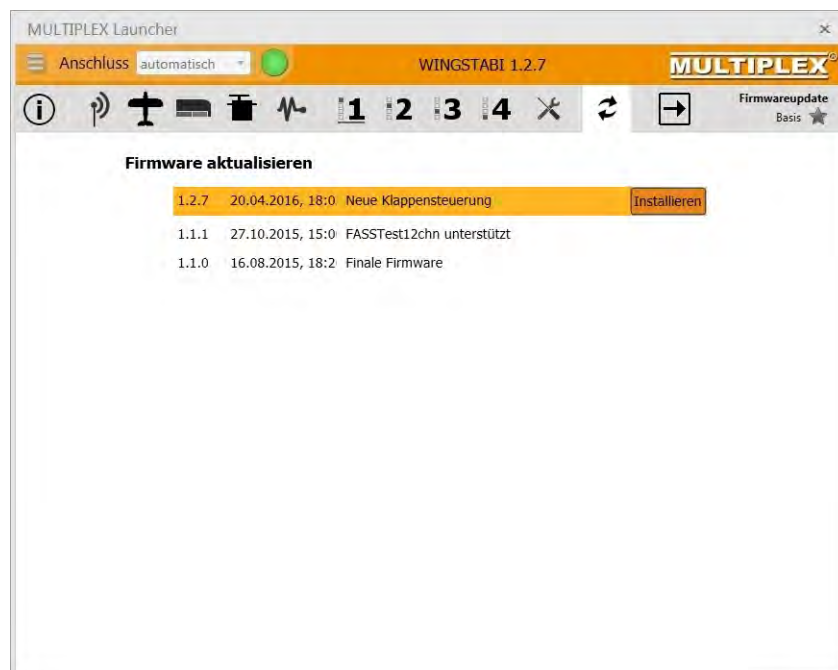 MULTIPLEX Launcher
Anschluss automatisch WINGSTABI 1.2.7 MULTIPLEX®
1 2 3 4 Firmwareupdate
Basis
Firmware aktualisieren
1.2.7 20.04.2016, 18:0 Neue Klappensteuerung Installieren
1.1.1 27.10.2015, 15:0 FASSTest12chn unterstützt
1.1.0 16.08.2015, 18:2 Finale Firmware